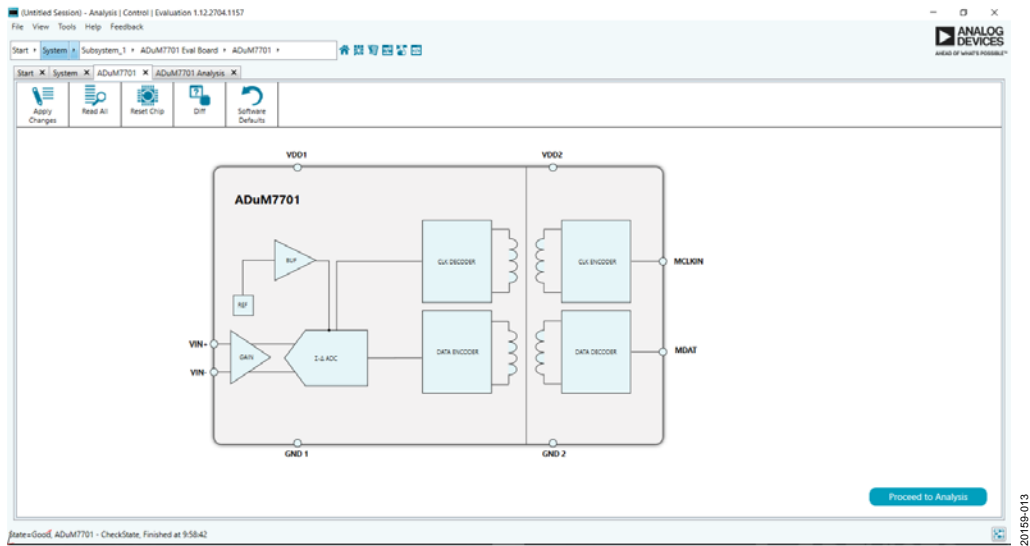 (Untitled Session) - Analysis | Control | Evaluation 1.12.2704.1157
File View Tools Help Feedback
Start System Subsystem_1 ADuM7701 Eval Board ADuM7701
ANALOG
DEVICES
AHEAD OF WHAT'S POSSIBLE™
Start X System X ADuM7701 X ADuM7701 Analysis X
Apply Changes
Read All
Reset Chip
Diff
Software Defaults
VDD1
VDD2
ADuM7701
BUF
CLK DECODER
CLK ENCODER
MCLKIN
REF
VIN+
GAIN
Σ-Δ ADC
DATA ENCODER
DATA DECODER
MDAT
VIN-
GND 1
GND 2
Proceed to Analysis
State=Good, ADuM7701 - CheckState, Finished at 9:58:42
20159-013